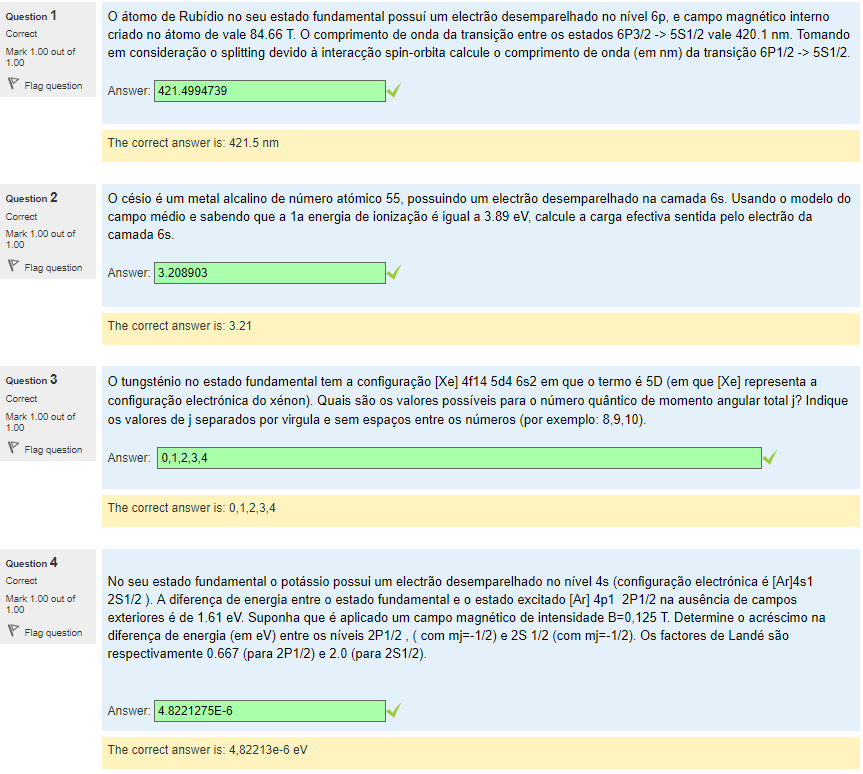 Question 1
Correct
Mark 1.00 out of
1.00
Flag question
O átomo de Rubídio no seu estado fundamental possuí um electrão desemparelhado no nível 6p, e campo magnético interno
criado no átomo de vale 84.66 T. O comprimento de onda da transição entre os estados 6P3/2 -> 5S1/2 vale 420.1 nm. Tomando
em consideração o splitting devido à interacção spin-orbita calcule o comprimento de onda (em nm) da transição 6P1/2 -> 5S1/2.
Answer: 421.4994739
The correct answer is: 421.5 nm
Question 2
Correct
Mark 1.00 out of
1.00
Flag question
O césio é um metal alcalino de número atómico 55, possuindo um electrão desemparelhado na camada 6s. Usando o modelo do
campo médio e sabendo que a 1a energia de ionização é igual a 3.89 eV, calcule a carga efectiva sentida pelo electrão da
camada 6s.
Answer: 3.208903
The correct answer is: 3.21
Question 3
Correct
Mark 1.00 out of
1.00
Flag question
O tungsténio no estado fundamental tem a configuração [Xe] 4f14 5d4 6s2 em que o termo é 5D (em que [Xe] representa a
configuração electrónica do xénon). Quais são os valores possíveis para o número quântico de momento angular total j? Indique
os valores de j separados por virgula e sem espaços entre os números (por exemplo: 8,9,10).
Answer: 0,1,2,3,4
The correct answer is: 0,1,2,3,4
Question 4
Correct
Mark 1.00 out of
1.00
Flag question
No seu estado fundamental o potássio possui um electrão desemparelhado no nível 4s (configuração electrónica é [Ar]4s1
2S1/2 ). A diferença de energia entre o estado fundamental e o estado excitado [Ar] 4p1 2P1/2 na ausência de campos
exteriores é de 1.61 eV. Suponha que é aplicado um campo magnético de intensidade B=0,125 T. Determine o acréscimo na
diferença de energia (em eV) entre os níveis 2P1/2 , ( com mj=-1/2) e 2S 1/2 (com mj=-1/2). Os factores de Landé são
respectivamente 0.667 (para 2P1/2) e 2.0 (para 2S1/2).
Answer: 4.8221275E-6
The correct answer is: 4,82213e-6 eV